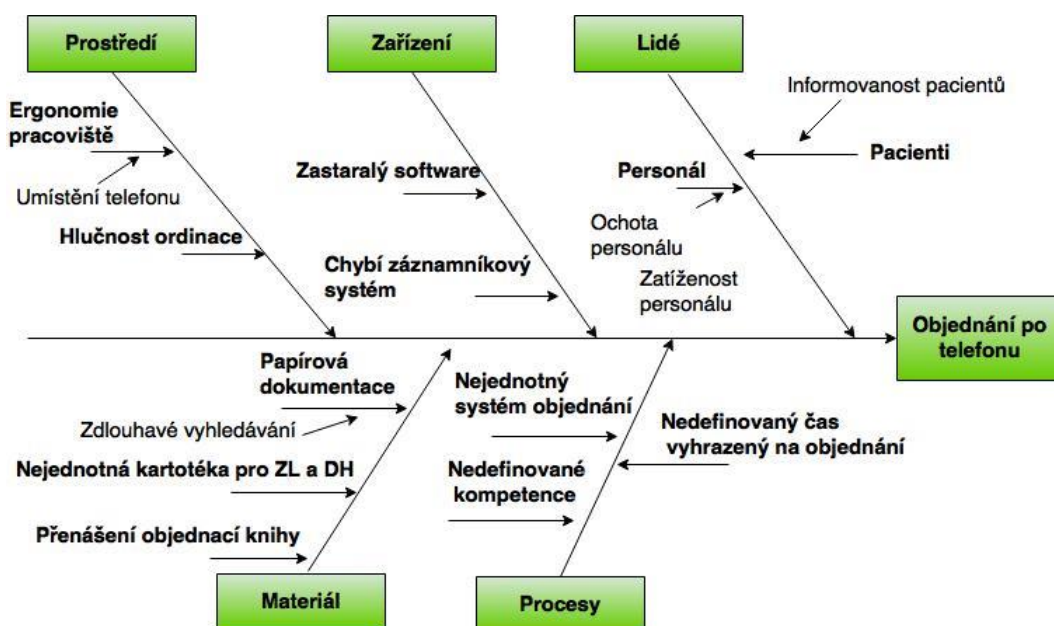 Prostředí
Zařízení
Lidé
Informovanost pacientů
Ergonomie
pracoviště
Pacienti
Zastaralý software
Personál
Umístění telefonu
Ochota
personálu
Hlučnost ordinace
Chybí záznamníkový
systém
Zatíženost
personálu
Objednání po
telefonu
Papírová
dokumentace
Nejednotný
systém objednání
Nedefinovaný čas
vyhrazený na objednání
Zdlouhavé vyhledávání
Nejednotná kartotéka pro ZL a DH
Nedefinované
kompetence
Přenášení objednací knihy
Materiál
Procesy